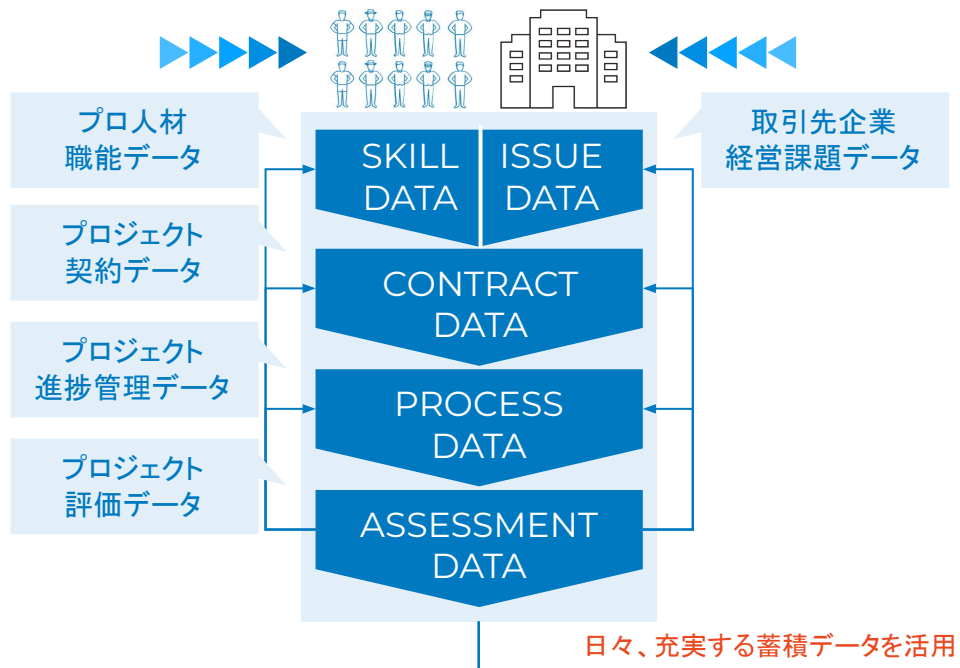 プロ人材
職能データ
取引先企業
経営課題データ
SKILL
DATA
ISSUE
DATA
プロジェクト
契約データ
CONTRACT
DATA
プロジェクト
進捗管理データ
PROCESS
DATA
プロジェクト
評価データ
ASSESSMENT
DATA
日々、充実する蓄積データを活用